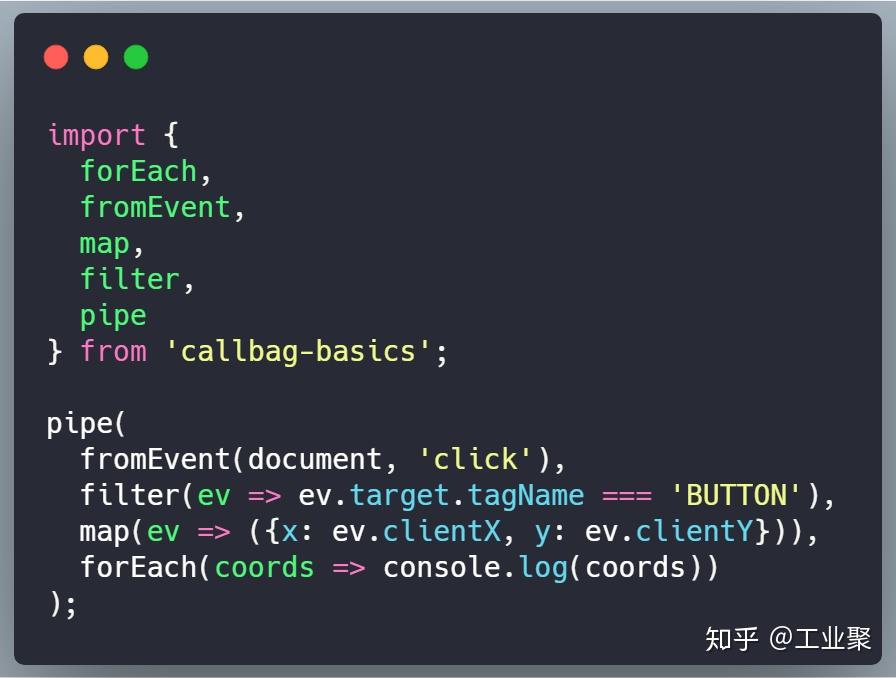 import {
  forEach,
  fromEvent,
  map,
  filter,
  pipe
} from 'callbag-basics';

pipe(
  fromEvent(document, 'click'),
  filter(ev => ev.target.tagName === 'BUTTON'),
  map(ev => ({x: ev.clientX, y: ev.clientY})),
  forEach(coords => console.log(coords))
);
知乎 @工业聚